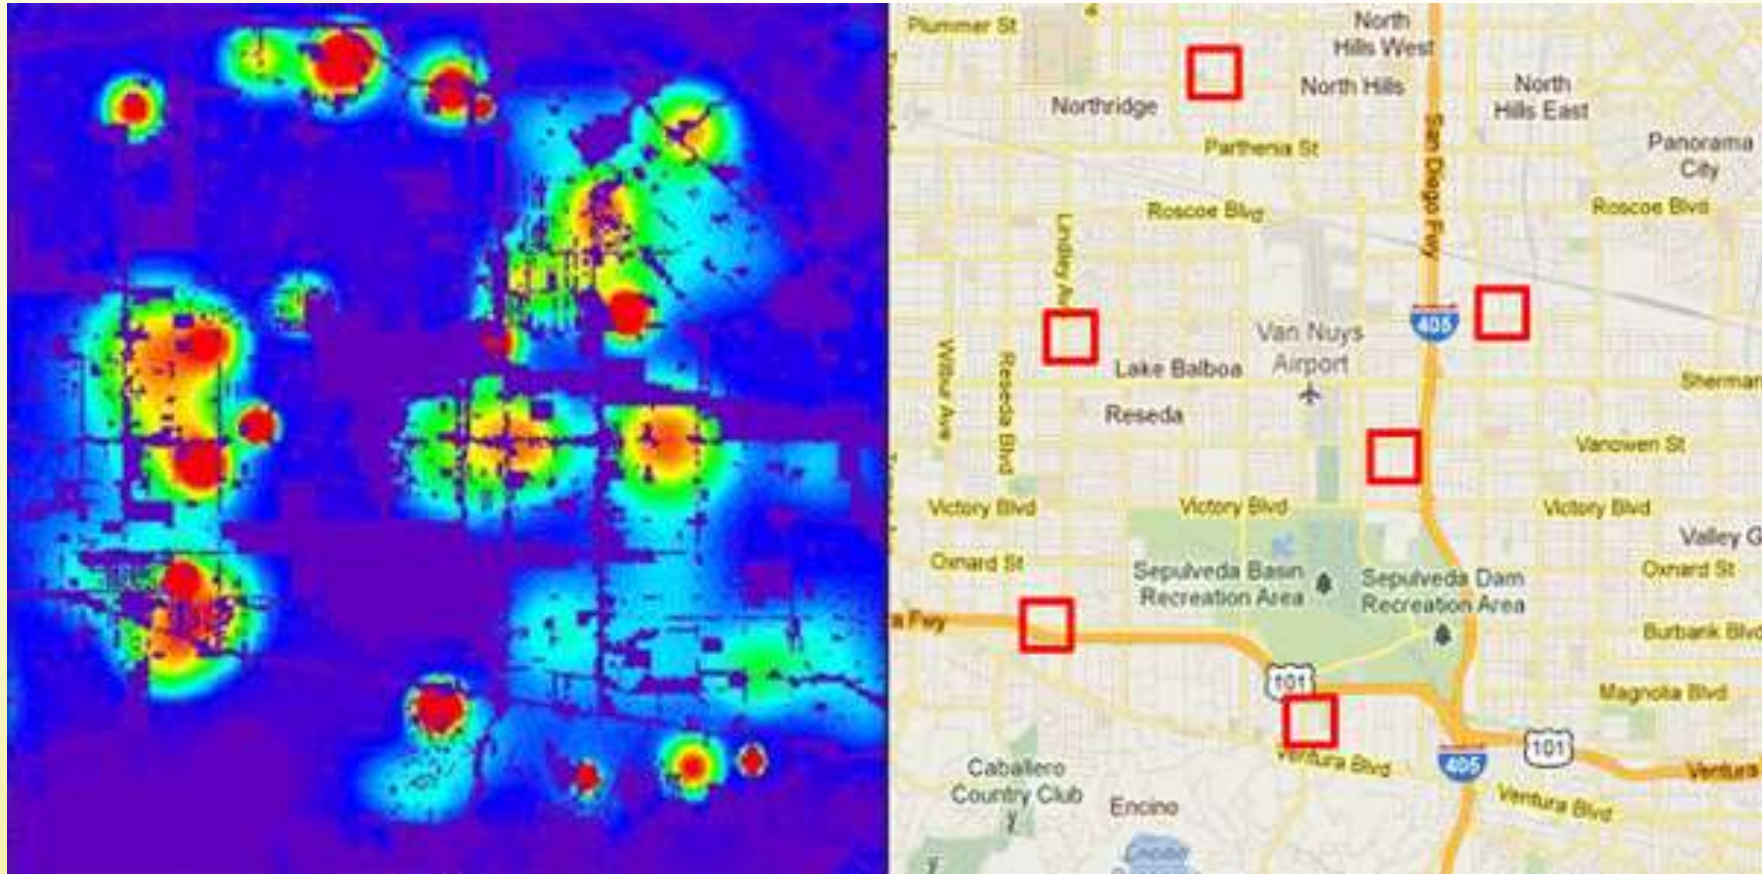 Plummer St
North
Hills West
North Hills
North
Hills East
Northridge
Parthenia St
Panorama
City
San Diego Fwy
Roscoe Blvd
Roscoe Blvd
Lindley Av
405
Van Nuys
Airport
Wilbur Ave
Reseda Blvd
Lake Balboa
Sherman
Reseda
Vanowen St
Victory Blvd
Victory Blvd
Victory Blvd
Valley G
Oxnard St
Sepulveda Basin
Recreation Area
Sepulveda Dam
Recreation Area
Oxnard St
a Fwy
Burbank Blvd
101
Magnolia Blvd
Ventura Blvd
101
405
Ventura
Caballero
Country Club
Encino
Ventura Blvd